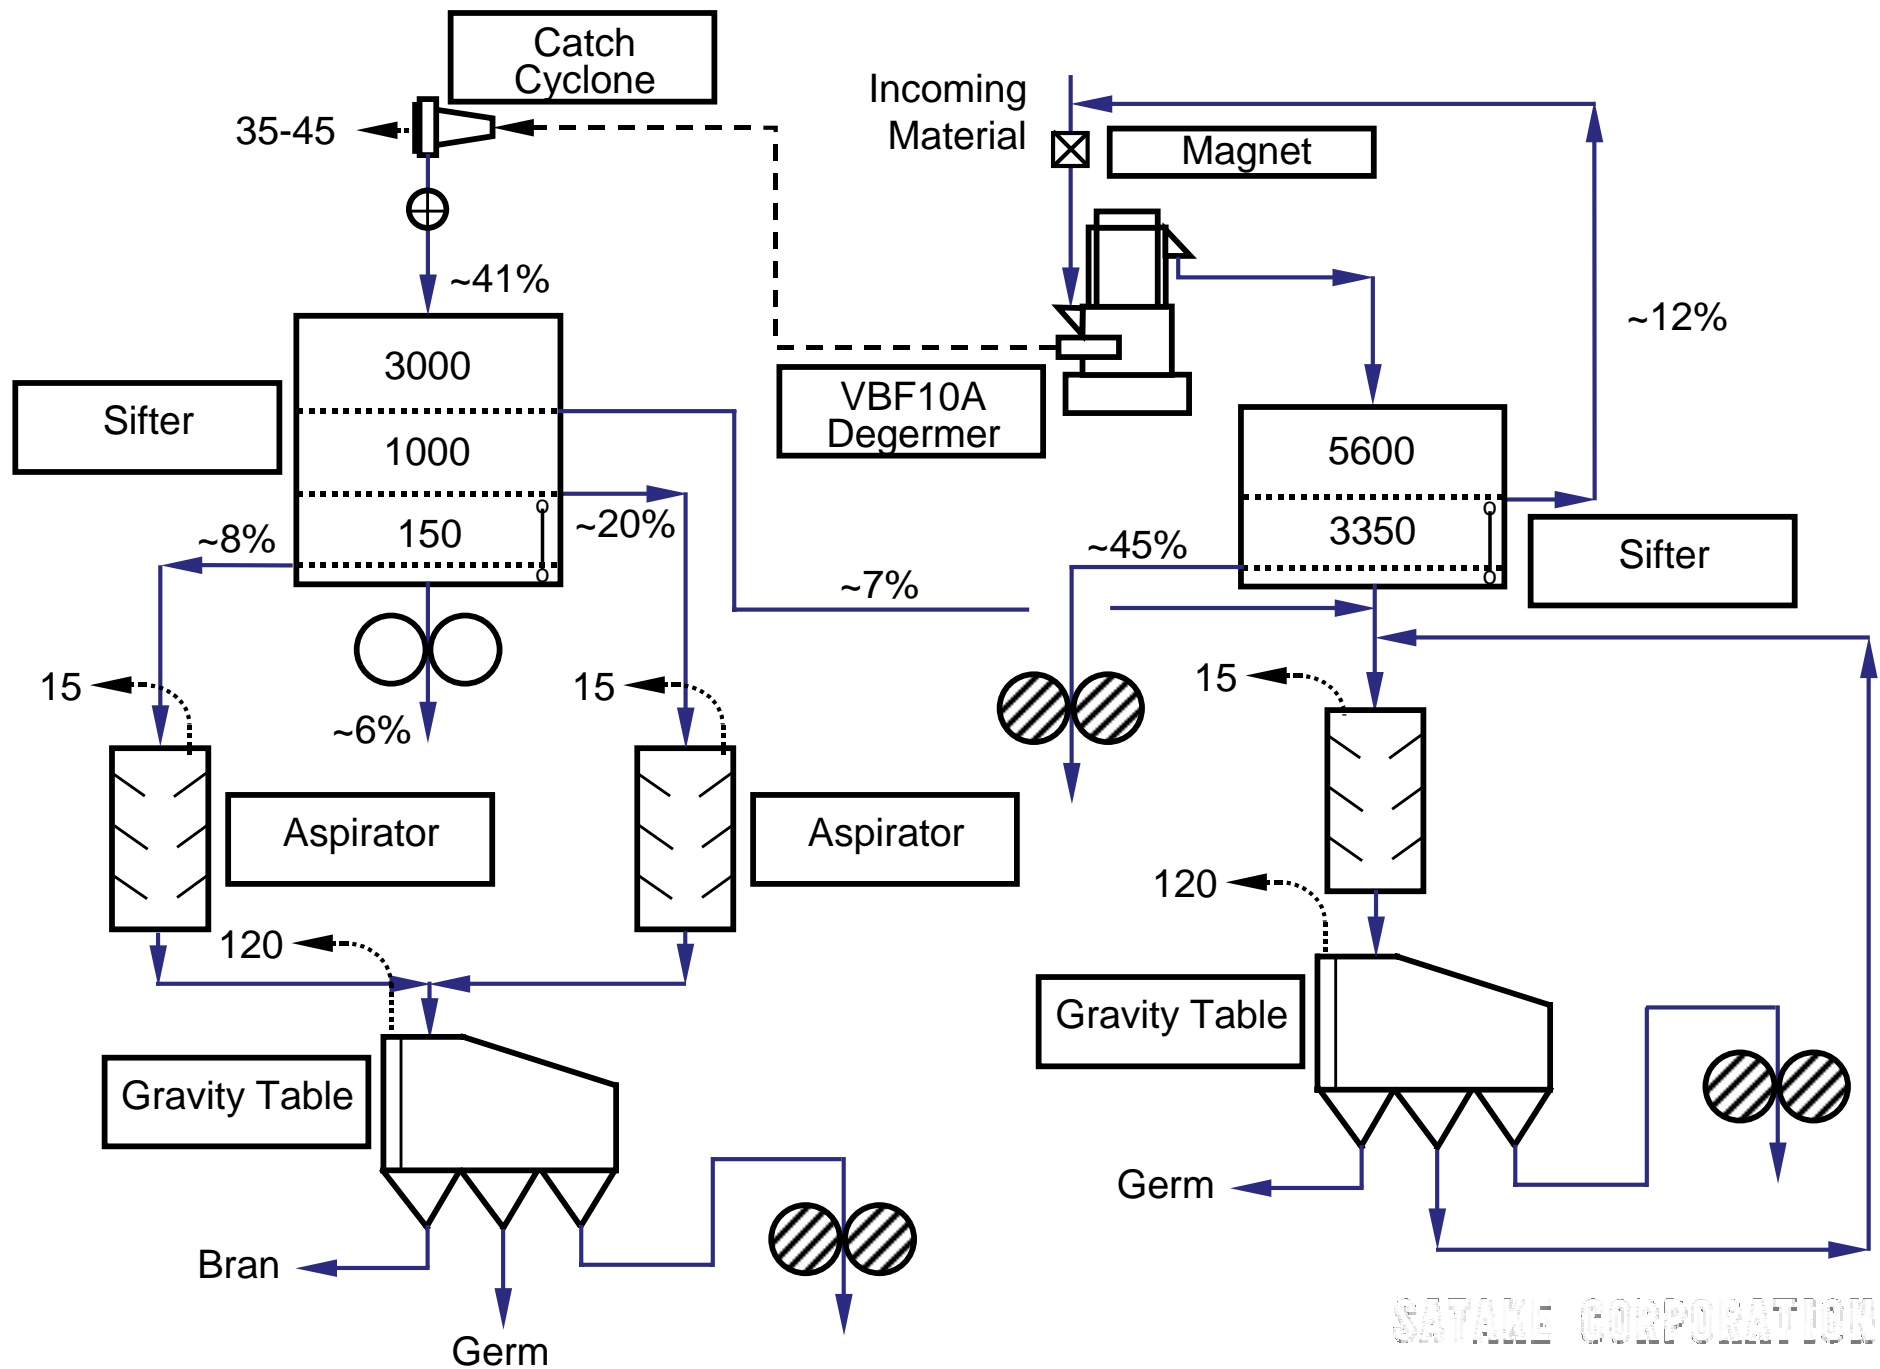 Catch
Cyclone
35-45
Incoming
Material
Magnet
~41%
~12%
3000
Sifter
VBF10A
Degermer
1000
5600
150
~20%
3350
~8%
~45%
Sifter
~7%
15
15
15
~6%
Aspirator
Aspirator
120
120
Gravity Table
Gravity Table
Germ
Bran
Germ
SATAKE CORPORATION